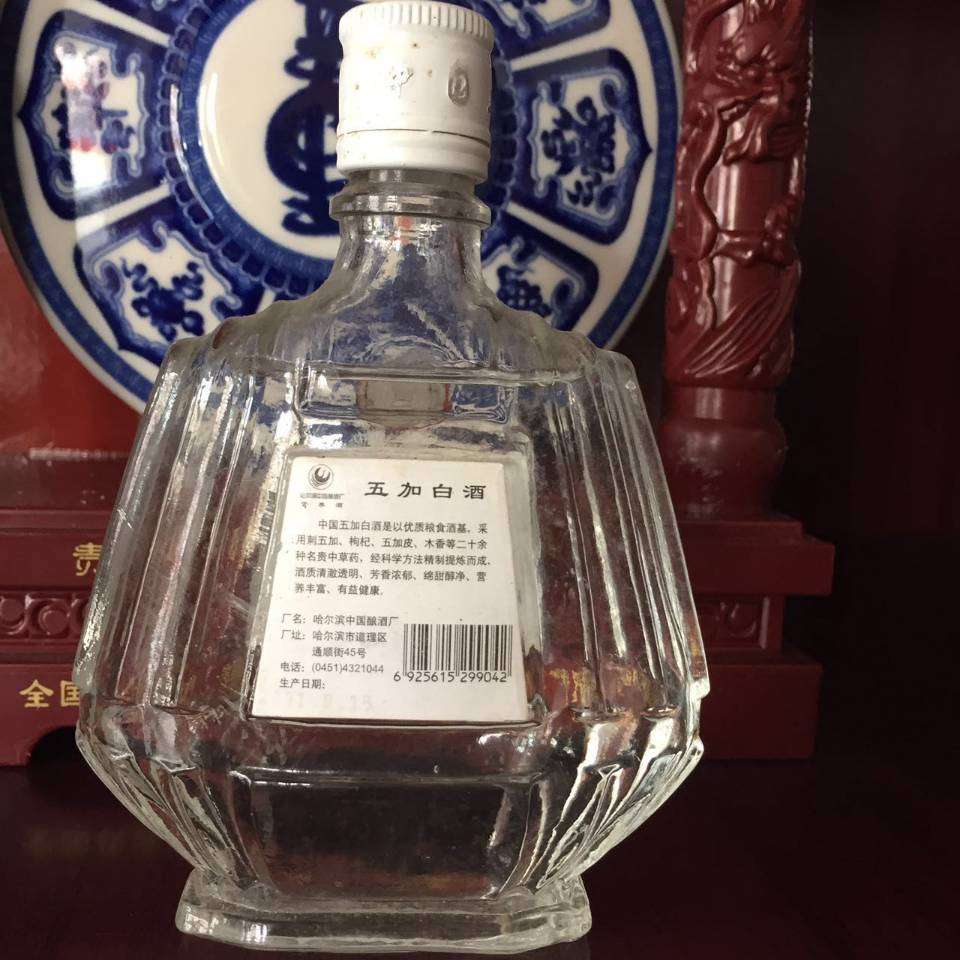 五加白酒
中国五加白酒是以优质粮食酒基、采
用刺五加、枸杞、五加皮、木香等二十余
种名贵中草药、经科学方法精制提炼而成、
酒质清澈透明、芳香浓郁、绵甜醇净、营
养丰富、有益健康.
厂名：哈尔滨中国酿酒厂
厂址：哈尔滨市道理区
通顺街45号
电话：(0451)4321044
生产日期：
6 925615 299042
贵
全国